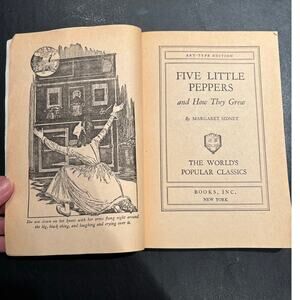 She was down on her knees with her arms flung right around
the big, black thing, and laughing and crying over it.
ART-TYPE EDITION
FIVE LITTLE
PEPPERS
and How They Grew
By MARGARET SIDNEY
THE WORLD'S
POPULAR CLASSICS
BOOKS, INC.
NEW YORK